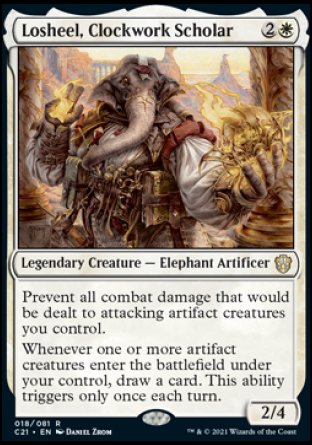 Losheel, Clockwork Scholar 2
Legendary Creature — Elephant Artificer
Prevent all combat damage that would
be dealt to attacking artifact creatures
you control.
Whenever one or more artifact
creatures enter the battlefield under
your control, draw a card. This ability
triggers only once each turn.
2/4
018/081 R
C21 • EN Daniel Zrom
™ & © 2021 Wizards of the Coast